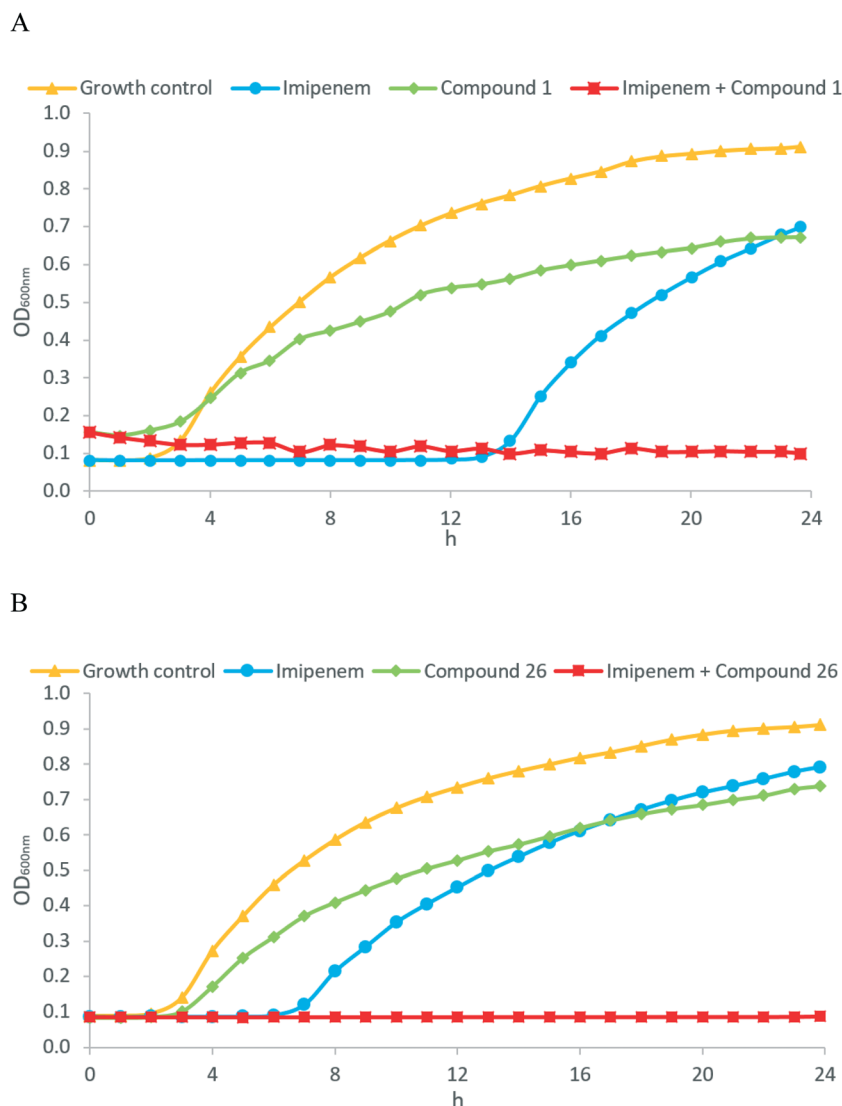 A
Growth control Imipenem Compound 1 Imipenem + Compound 1
1.0
0.9
0.8
0.7
0.6
0.5
0.4
0.3
0.2
0.1
0.0
OD600nm
0 4 8 12 16 20 24
h
B
Growth control Imipenem Compound 26 Imipenem + Compound 26
1.0
0.9
0.8
0.7
0.6
0.5
0.4
0.3
0.2
0.1
0.0
OD600nm
0 4 8 12 16 20 24
h